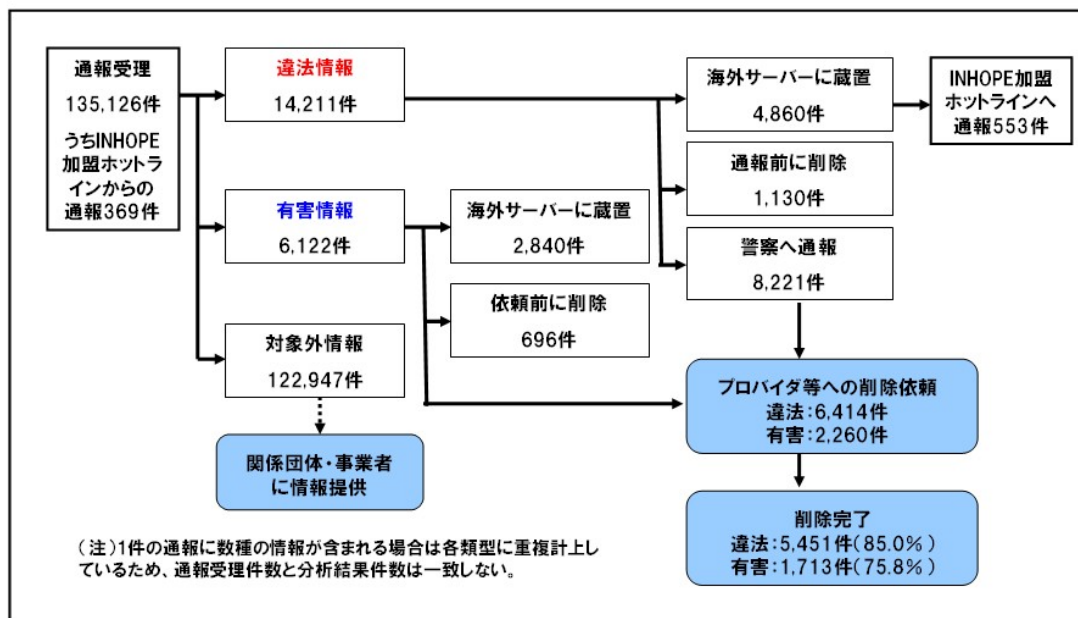 通報受理
135,126件
うちINHOPE
加盟ホットラ
インからの
通報369件
違法情報
14,211件
海外サーバーに蔵置
4,860件
INHOPE加盟
ホットラインへ
通報553件
通報前に削除
1,130件
有害情報
6,122件
海外サーバーに蔵置
2,840件
警察へ通報
8,221件
依頼前に削除
696件
対象外情報
122,947件
プロバイダ等への削除依頼
違法:6,414件
有害:2,260件
関係団体・事業者
に情報提供
削除完了
違法:5,451件(85.0%)
有害:1,713件(75.8%)
(注)1件の通報に数種の情報が含まれる場合は各類型に重複計上し
ているため、通報受理件数と分析結果件数は一致しない。